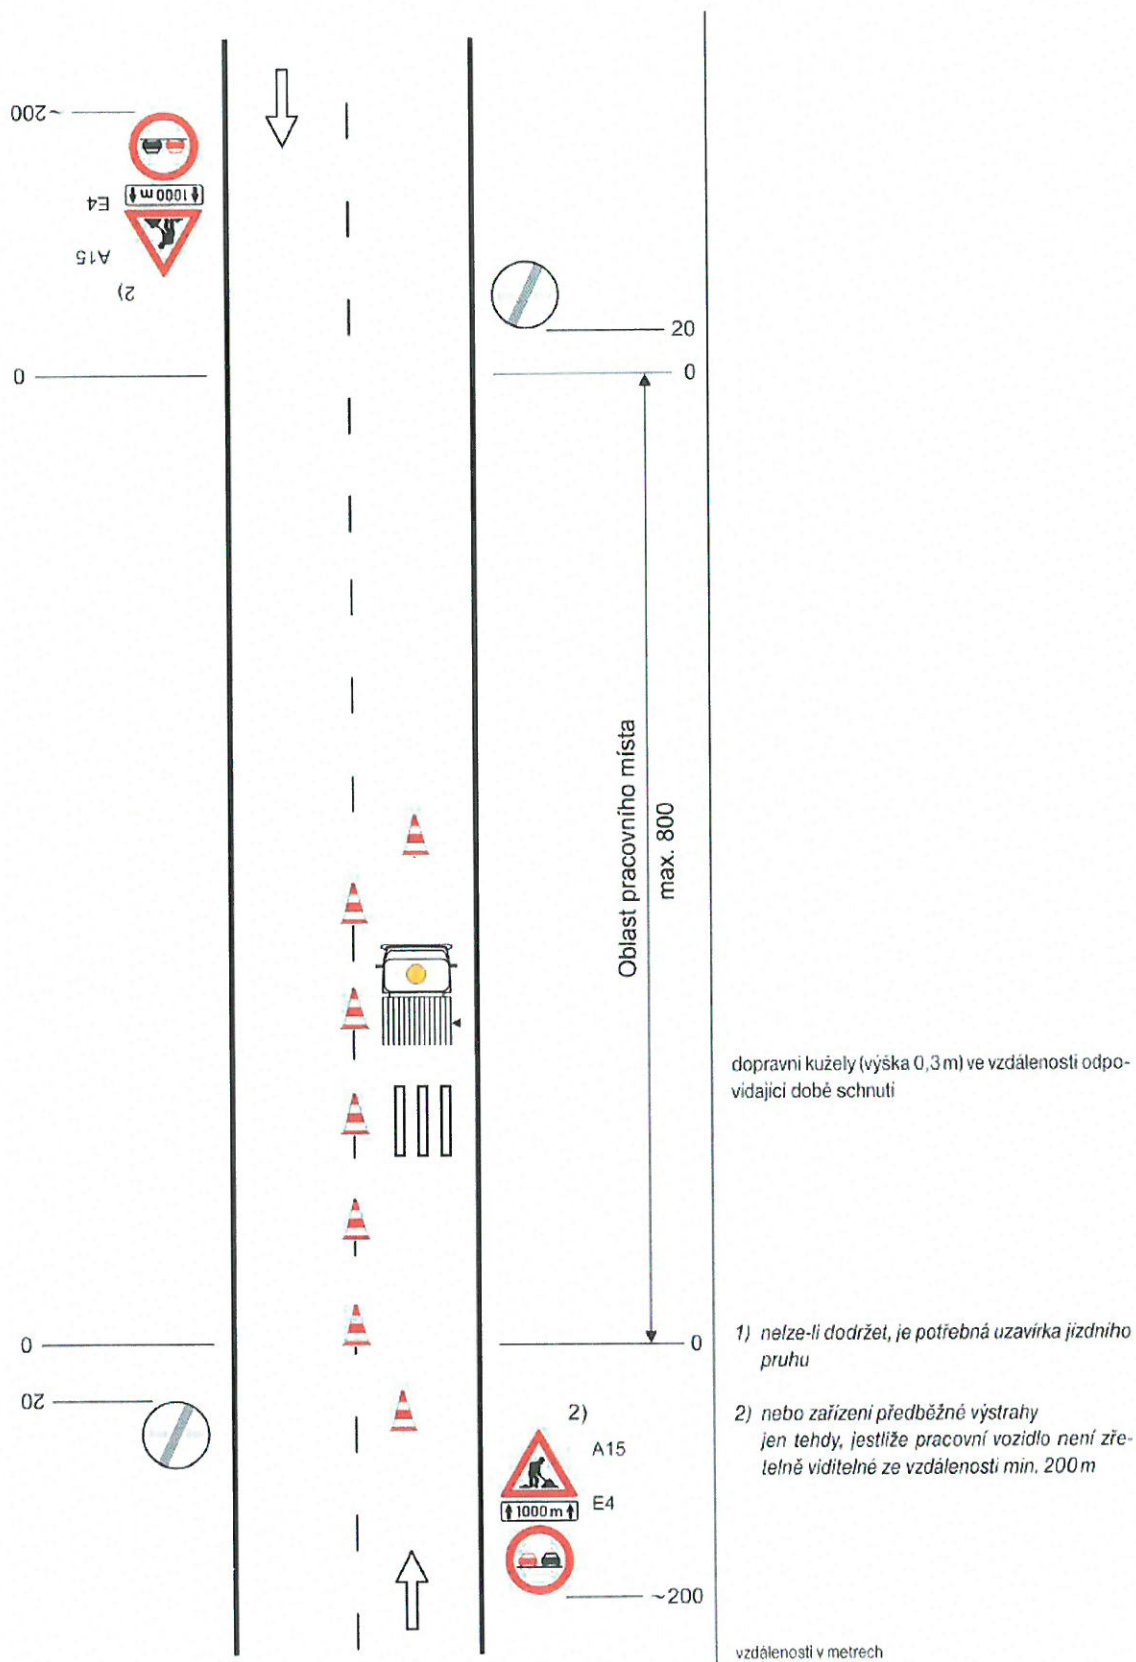 ~200
1000 m
E4
A15
2)
20
0
0
Oblast pracovního místa
max. 800
dopravní kužely (výška 0,3 m) ve vzdálenosti odpo-
vídající době schnutí
0
0
1) nelze-li dodržet, je potřebná uzavírka jízdního
pruhu
20
2)
2) nebo zařízení předběžné výstrahy
jen tehdy, jestliže pracovní vozidlo není zře-
telně viditelné ze vzdálenosti min. 200 m
A15
E4
1000 m
~200
vzdálenosti v metrech